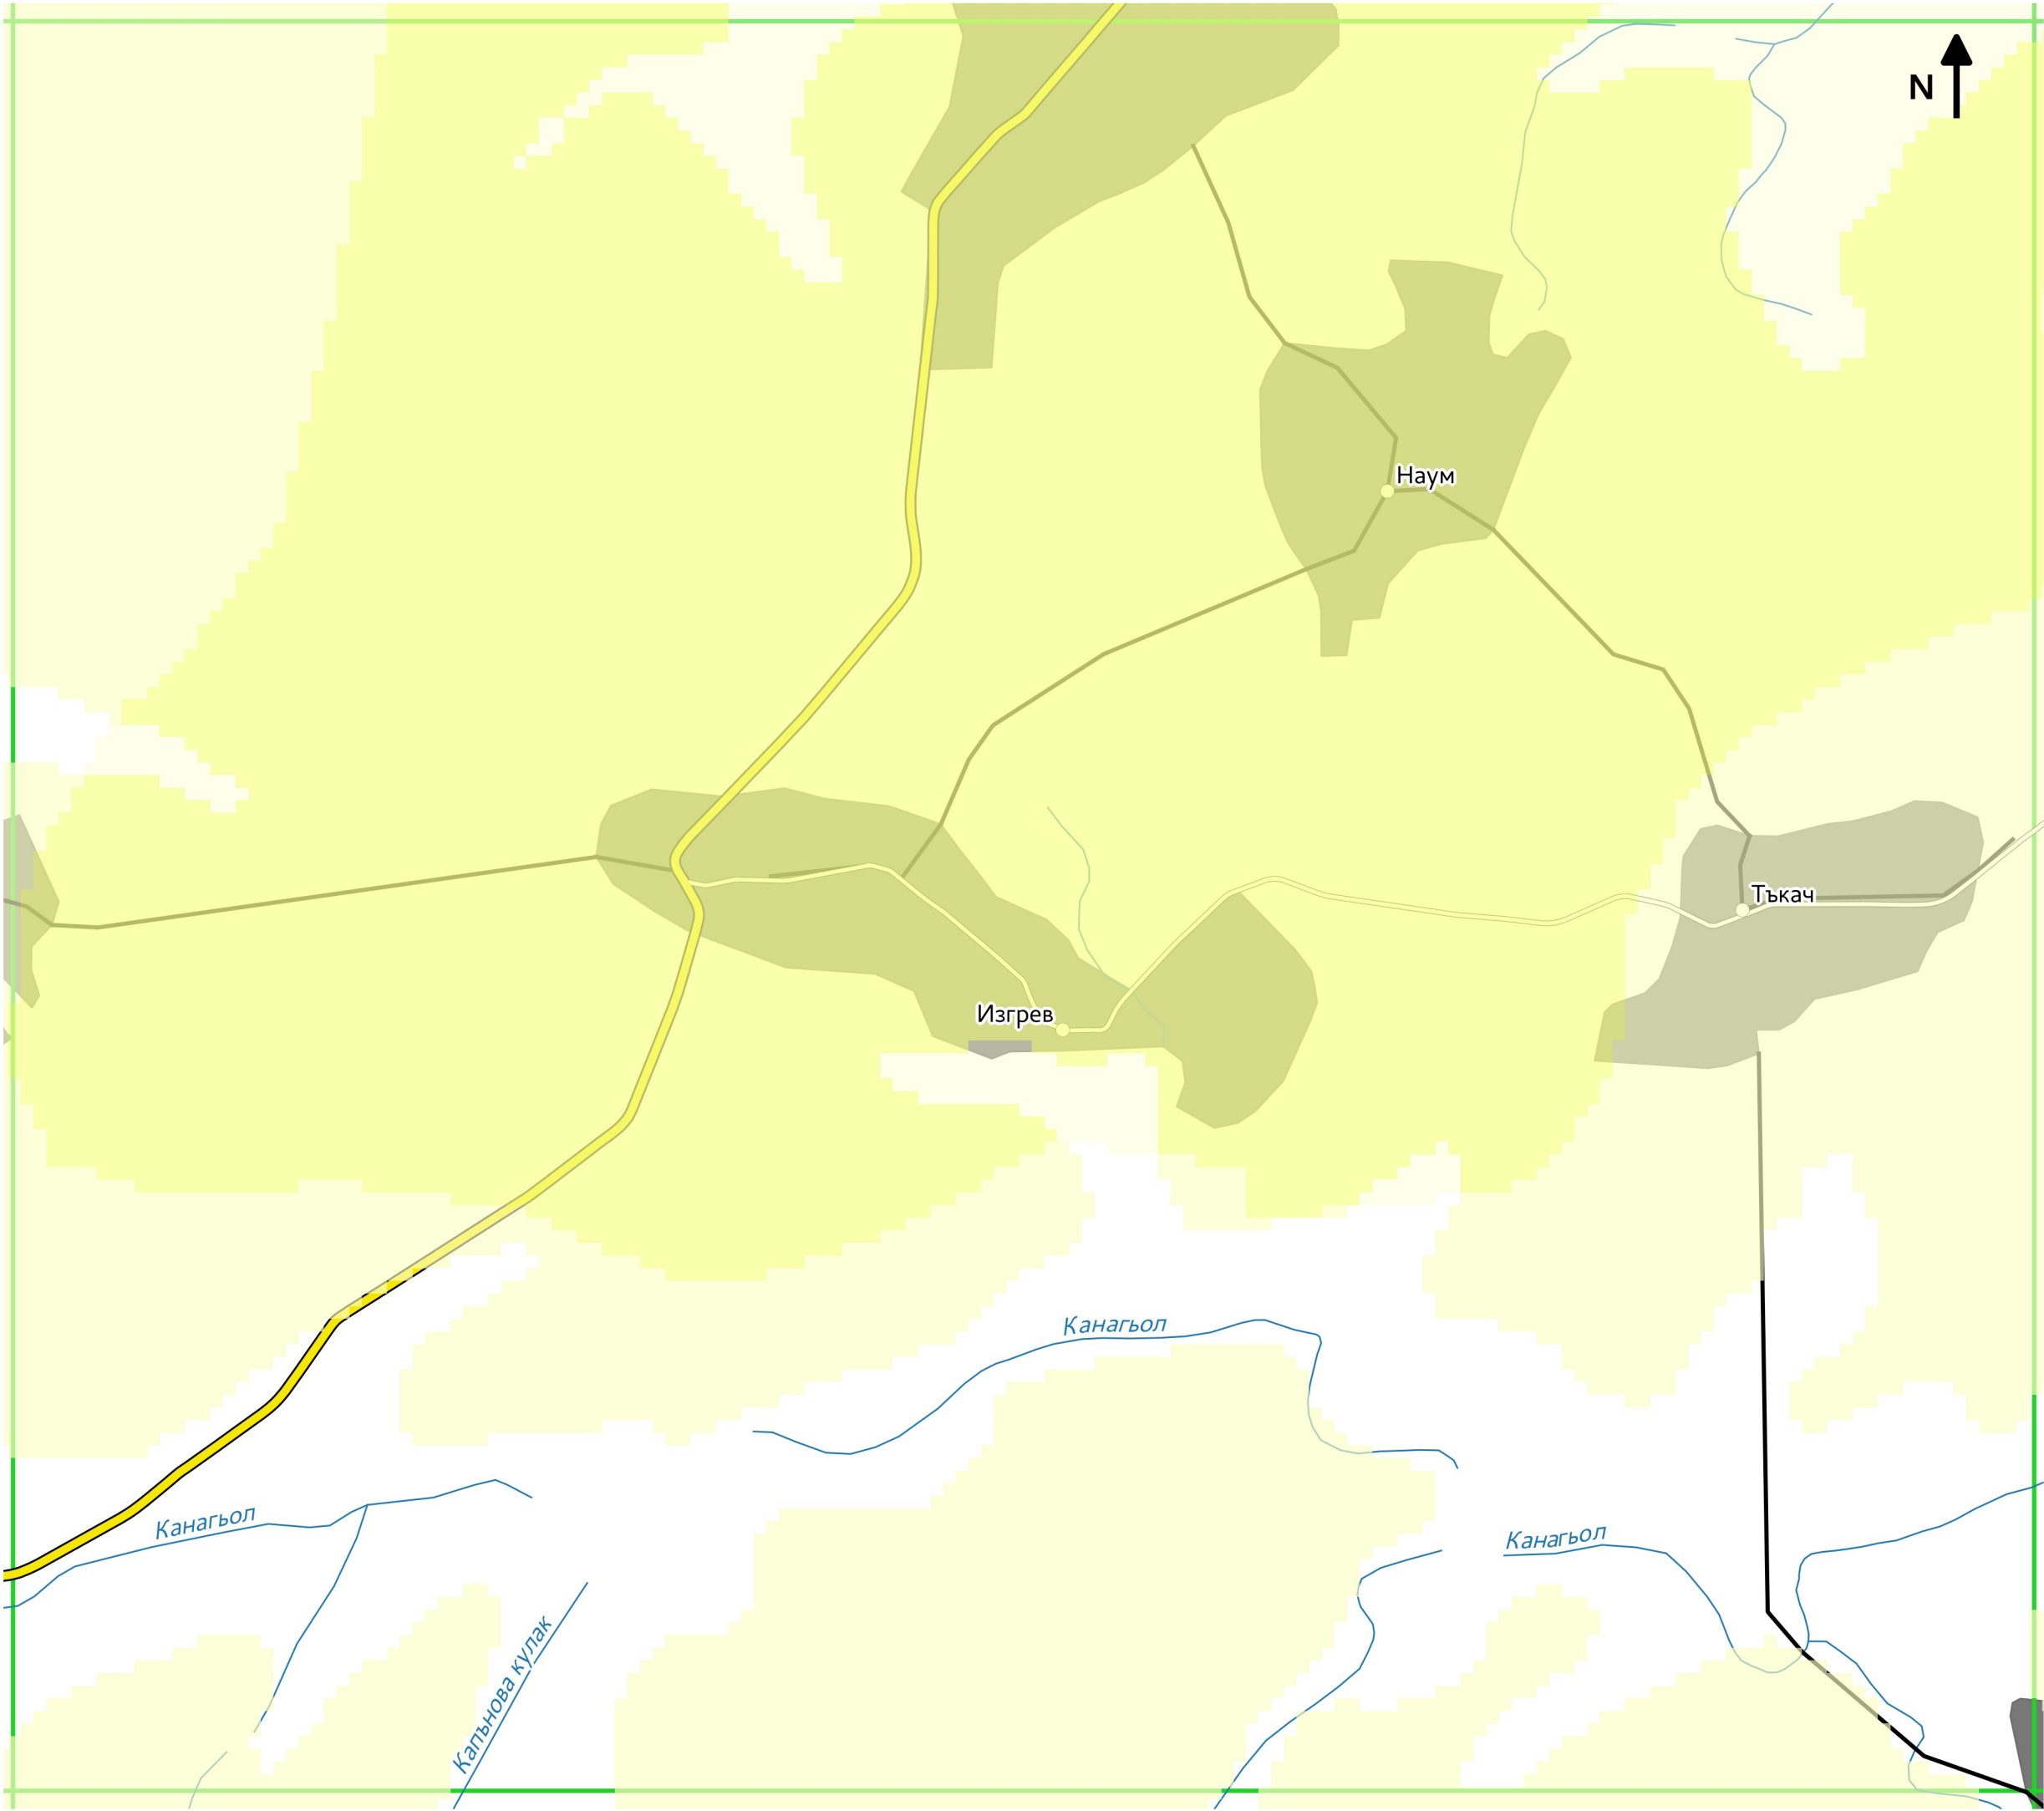 N
Наум
Тъкач
Изгрев
Канагьол
Канагьол
Канагьол
Капънова кулак